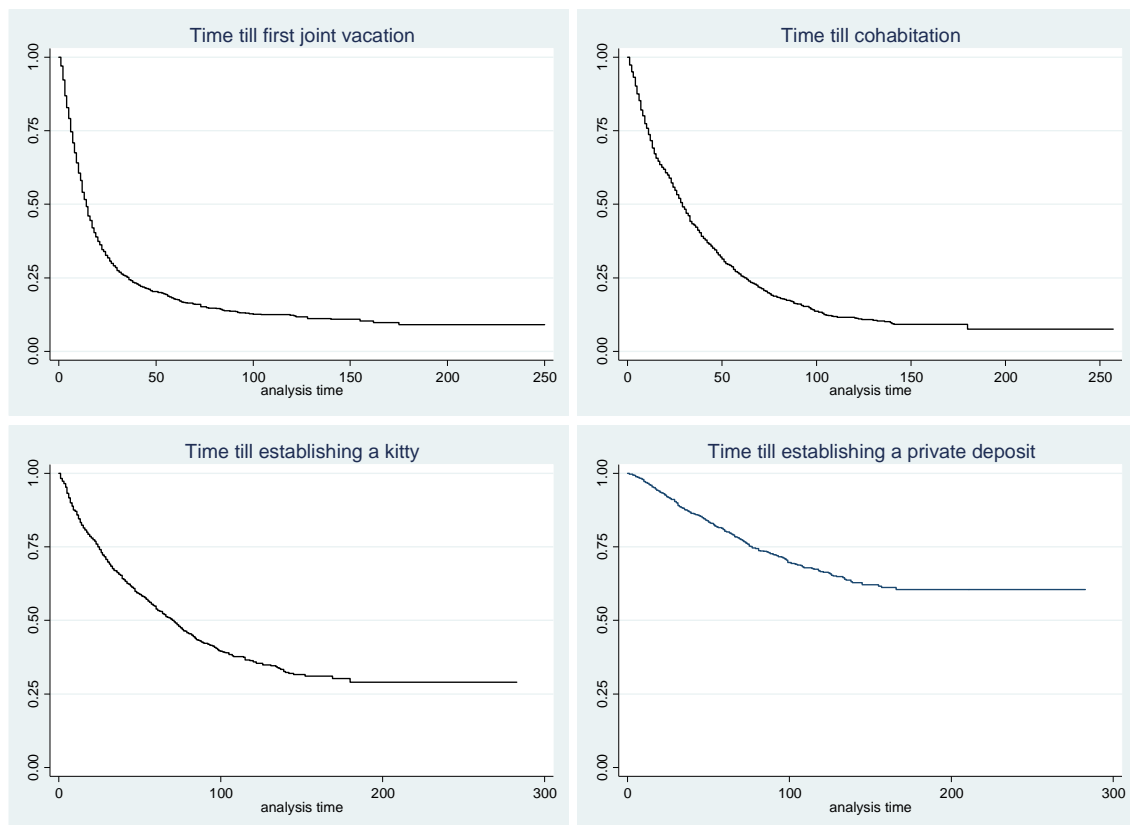 Time till first joint vacation
1.00
0.75
0.50
0.25
0.00
0 50 100 150 200 250
analysis time
Time till cohabitation
1.00
0.75
0.50
0.25
0.00
0 50 100 150 200 250
analysis time
Time till establishing a kitty
1.00
0.75
0.50
0.25
0.00
0 100 200 300
analysis time
Time till establishing a private deposit
1.00
0.75
0.50
0.25
0.00
0 100 200 300
analysis time